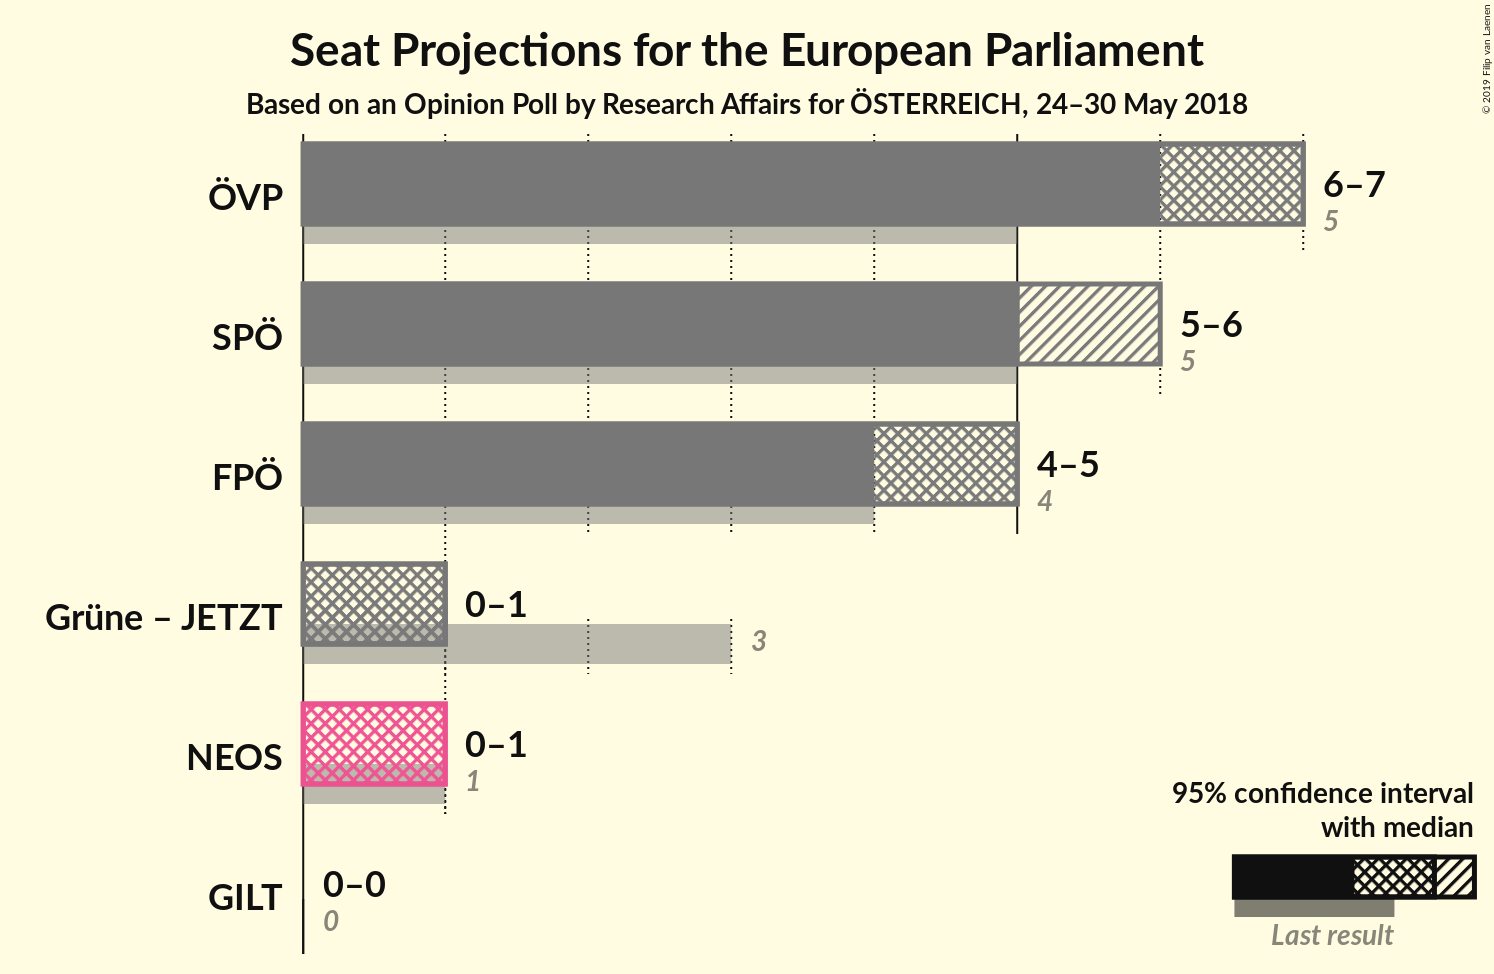 Seat Projections for the European Parliament
Based on an Opinion Poll by Research Affairs for ÖSTERREICH, 24–30 May 2018
© 2019 Filip van Laenen
ÖVP
6–7
5
SPÖ
5–6
5
FPÖ
4–5
4
Grüne – JETZT
0–1
3
NEOS
0–1
1
GILT
0–0
0
95% confidence interval
with median
Last result